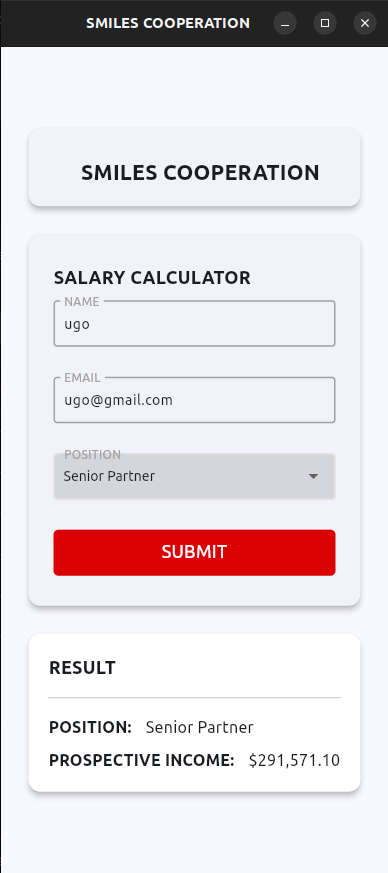 SMILES COOPERATION
SMILES COOPERATION
SALARY CALCULATOR
NAME
ugo
EMAIL
ugo@gmail.com
POSITION
Senior Partner
SUBMIT
RESULT
POSITION: Senior Partner
PROSPECTIVE INCOME: $291,571.10